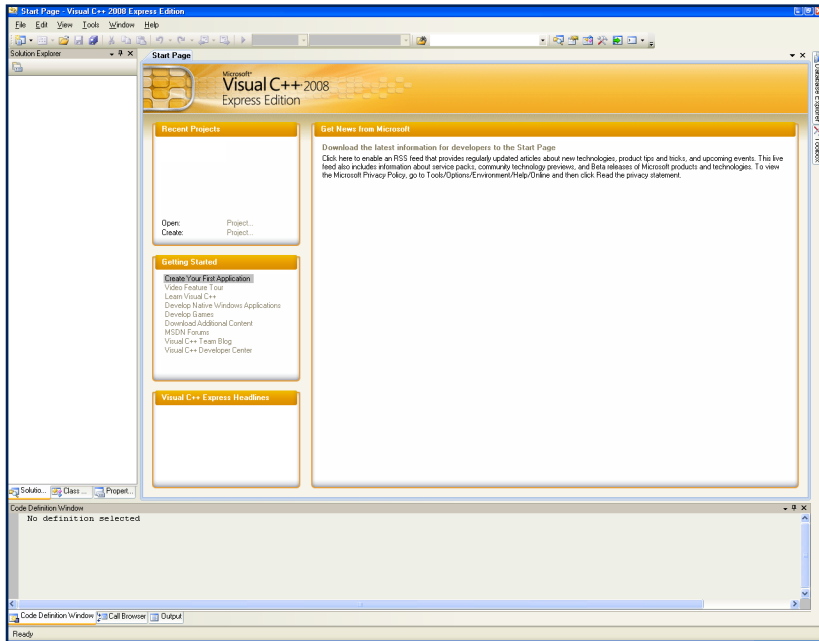 Start Page - Visual C++ 2008 Express Edition
File Edit View Tools Window Help
Solution Explorer
Start Page
Microsoft®
Visual C++ 2008
Express Edition
Recent Projects
Open: Project...
Create: Project...
Getting Started
Create Your First Application
Video Feature Tour
Learn Visual C++
Develop Native Windows Applications
Develop Games
Download Additional Content
MSDN Forums
Visual C++ Team Blog
Visual C++ Developer Center
Visual C++ Express Headlines
Get News from Microsoft
Download the latest information for developers to the Start Page
Click here to enable an RSS feed that provides regularly updated articles about new technologies, product tips and tricks, and upcoming events. This live
feed also includes information about service packs, community technology previews, and Beta releases of Microsoft products and technologies. To view
the Microsoft Privacy Policy, go to Tools/Options/Environment/Help/Online and then click Read the privacy statement.
Database Explorer
Toolbox
Solutio... Class ... Propert...
Code Definition Window
No definition selected
Code Definition Window Call Browser Output
Ready